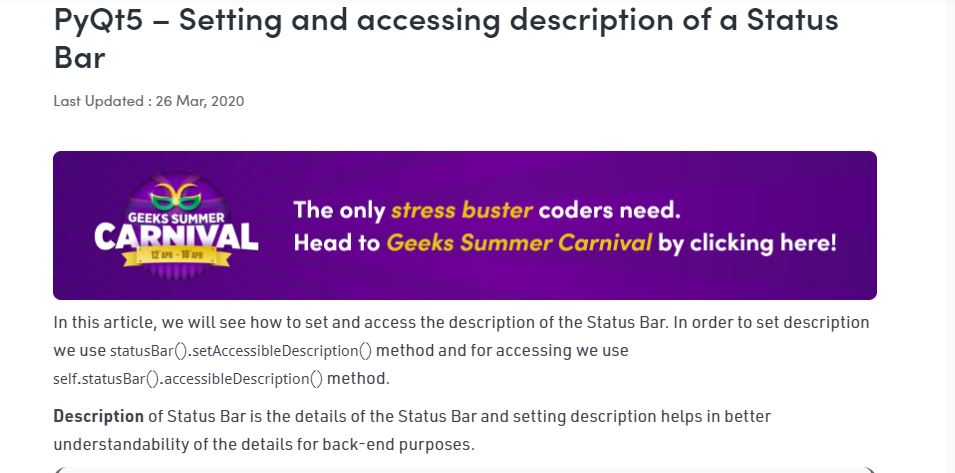 PyQt5 – Setting and accessing description of a Status
Bar
Last Updated : 26 Mar, 2020
GEEKS SUMMER
CARNIVAL
12 APR - 18 APR
The only stress buster coders need.
Head to Geeks Summer Carnival by clicking here!
In this article, we will see how to set and access the description of the Status Bar. In order to set description
we use statusBar().setAccessibleDescription() method and for accessing we use
self.statusBar().accessibleDescription() method.
Description of Status Bar is the details of the Status Bar and setting description helps in better
understandability of the details for back-end purposes.